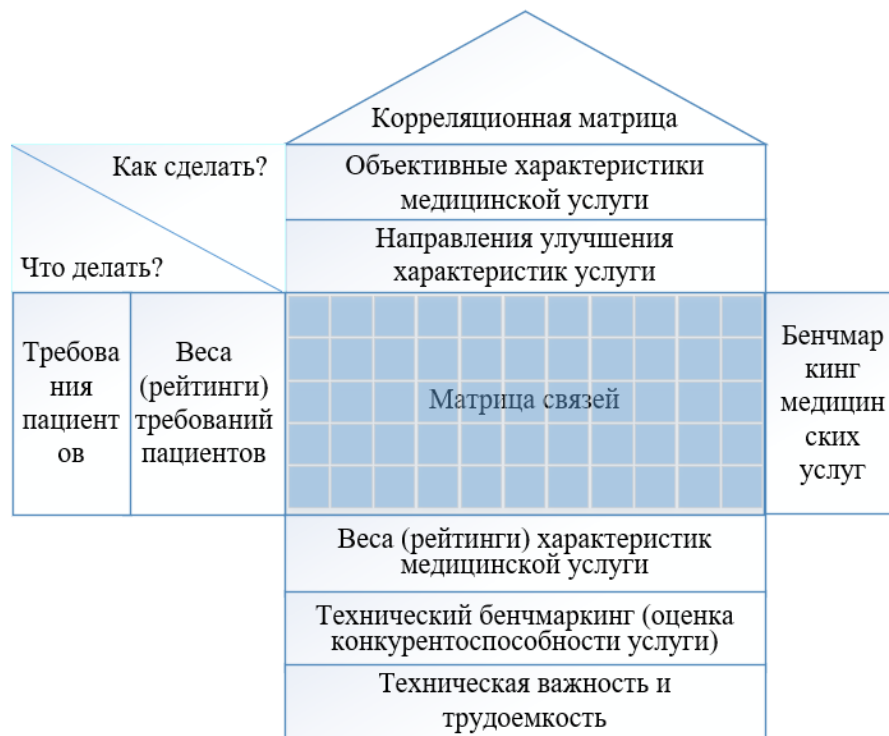 Корреляционная матрица
Как сделать?
Что делать?
Объективные характеристики
медицинской услуги
Направления улучшения
характеристик услуги
Требова
ния
пациент
ов
Веса
(рейтинги)
требований
пациентов
Матрица связей
Бенчмар
кинг
медицин
ских
услуг
Веса (рейтинги) характеристик
медицинской услуги
Технический бенчмаркинг (оценка
конкурентоспособности услуги)
Техническая важность и
трудоемкость